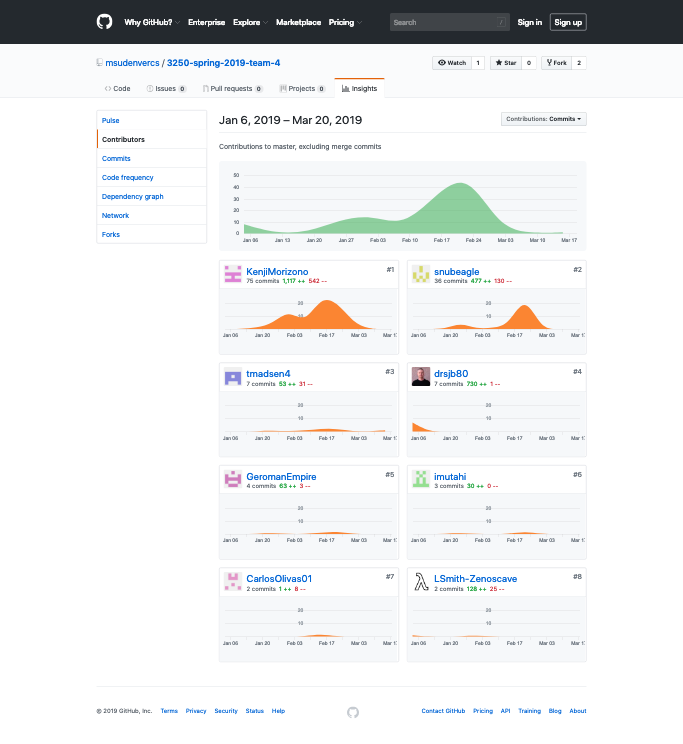 Why GitHub? Enterprise Explore Marketplace Pricing Search / Sign in Sign up
msudenvercs / 3250-spring-2019-team-4 Watch 1 Star 0 Fork 2
Code Issues 0 Pull requests 0 Projects 0 Insights
Pulse
Contributors
Commits
Code frequency
Dependency graph
Network
Forks
Jan 6, 2019 – Mar 20, 2019 Contributions: Commits
Contributions to master, excluding merge commits
50
40
30
20
10
0
Jan 06 Jan 13 Jan 20 Jan 27 Feb 03 Feb 10 Feb 17 Feb 24 Mar 03 Mar 10 Mar 17
KenjiMorizono #1
75 commits 1,117 ++ 542 --
20
10
Jan 06 Jan 20 Feb 03 Feb 17 Mar 03 Mar 17
snubeagle #2
36 commits 477 ++ 130 --
20
10
Jan 06 Jan 20 Feb 03 Feb 17 Mar 03 Mar 17
tmadsen4 #3
7 commits 53 ++ 31 --
20
10
Jan 06 Jan 20 Feb 03 Feb 17 Mar 03 Mar 17
drsjb80 #4
7 commits 730 ++ 1 --
20
10
Jan 06 Jan 20 Feb 03 Feb 17 Mar 03 Mar 17
GeromanEmpire #5
4 commits 63 ++ 3 --
20
10
Jan 06 Jan 20 Feb 03 Feb 17 Mar 03 Mar 17
imutahi #6
3 commits 30 ++ 0 --
20
10
Jan 06 Jan 20 Feb 03 Feb 17 Mar 03 Mar 17
CarlosOlivas01 #7
2 commits 1 ++ 8 --
20
10
Jan 06 Jan 20 Feb 03 Feb 17 Mar 03 Mar 17
LSmith-Zenoscave #8
2 commits 128 ++ 25 --
20
10
Jan 06 Jan 20 Feb 03 Feb 17 Mar 03 Mar 17
© 2019 GitHub, Inc. Terms Privacy Security Status Help Contact GitHub Pricing API Training Blog About